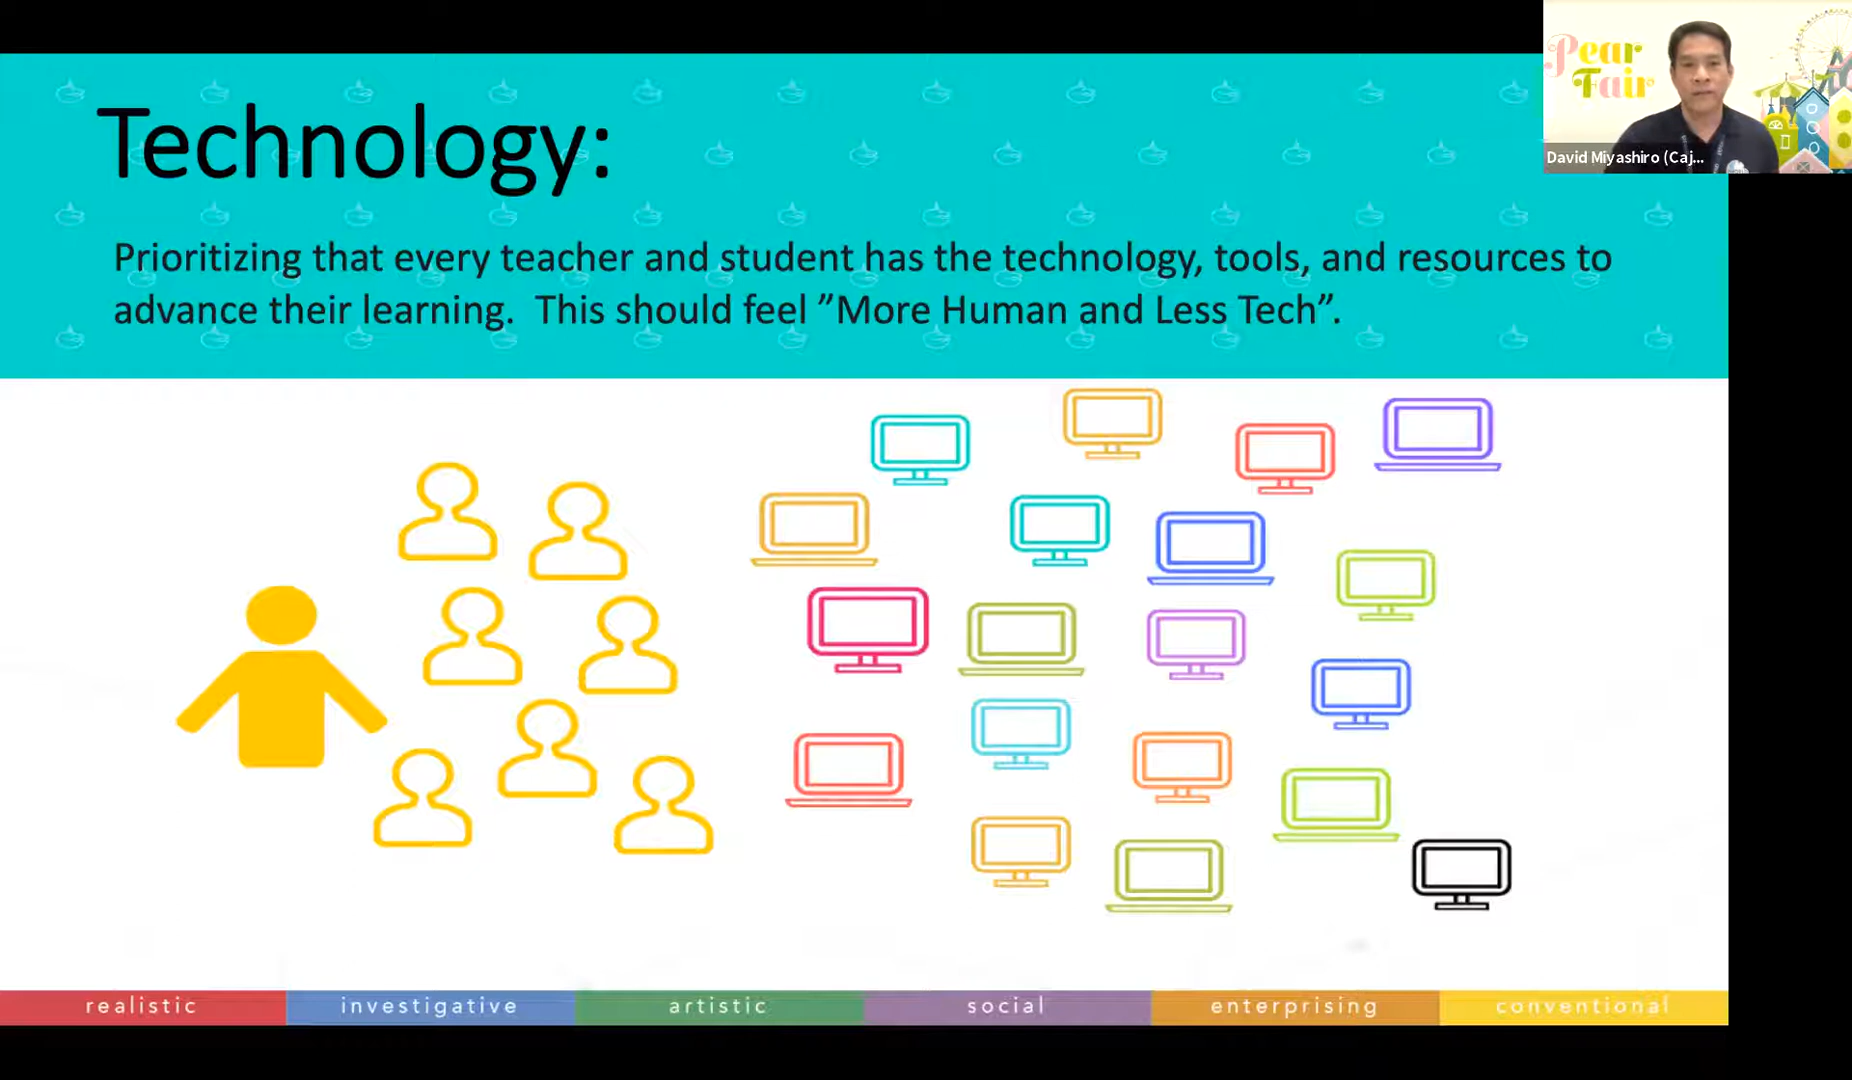 Technology:
Prioritizing that every teacher and student has the technology, tools, and resources to
advance their learning.  This should feel ”More Human and Less Tech”.
Pear
Fair
David Miyashiro (Caj...
realistic
investigative
artistic
social
enterprising
conventional